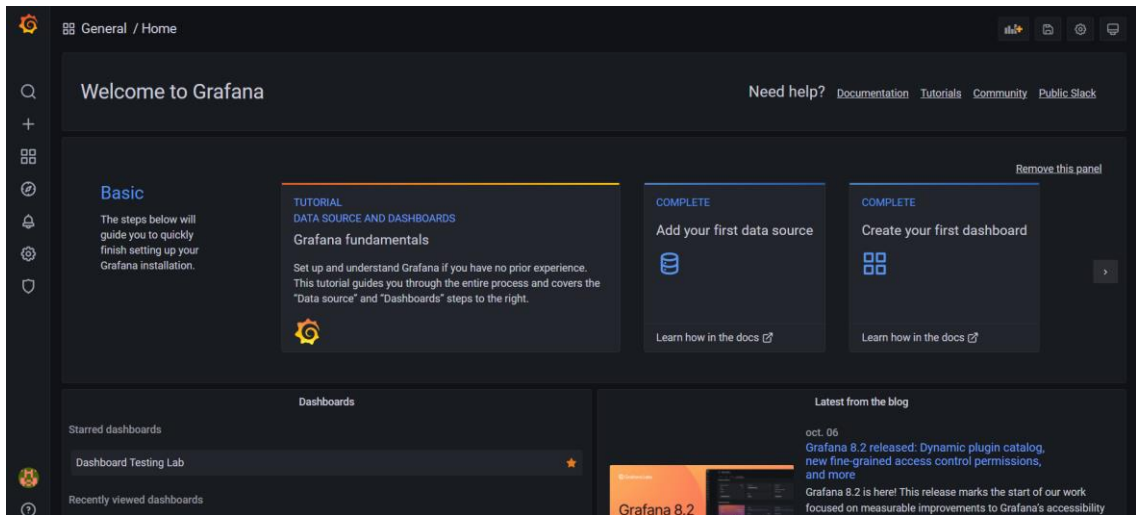 General / Home
Welcome to Grafana
Need help? Documentation Tutorials Community Public Slack
Remove this panel
Basic
The steps below will
guide you to quickly
finish setting up your
Grafana installation.
TUTORIAL
DATA SOURCE AND DASHBOARDS
Grafana fundamentals
Set up and understand Grafana if you have no prior experience.
This tutorial guides you through the entire process and covers the
"Data source" and "Dashboards" steps to the right.
COMPLETE
Add your first data source
Learn how in the docs
COMPLETE
Create your first dashboard
Learn how in the docs
Dashboards
Starred dashboards
Dashboard Testing Lab
Recently viewed dashboards
Latest from the blog
oct. 06
Grafana 8.2 released: Dynamic plugin catalog,
new fine-grained access control permissions,
and more
Grafana 8.2 is here! This release marks the start of our work
focused on measurable improvements to Grafana's accessibility
Grafana 8.2